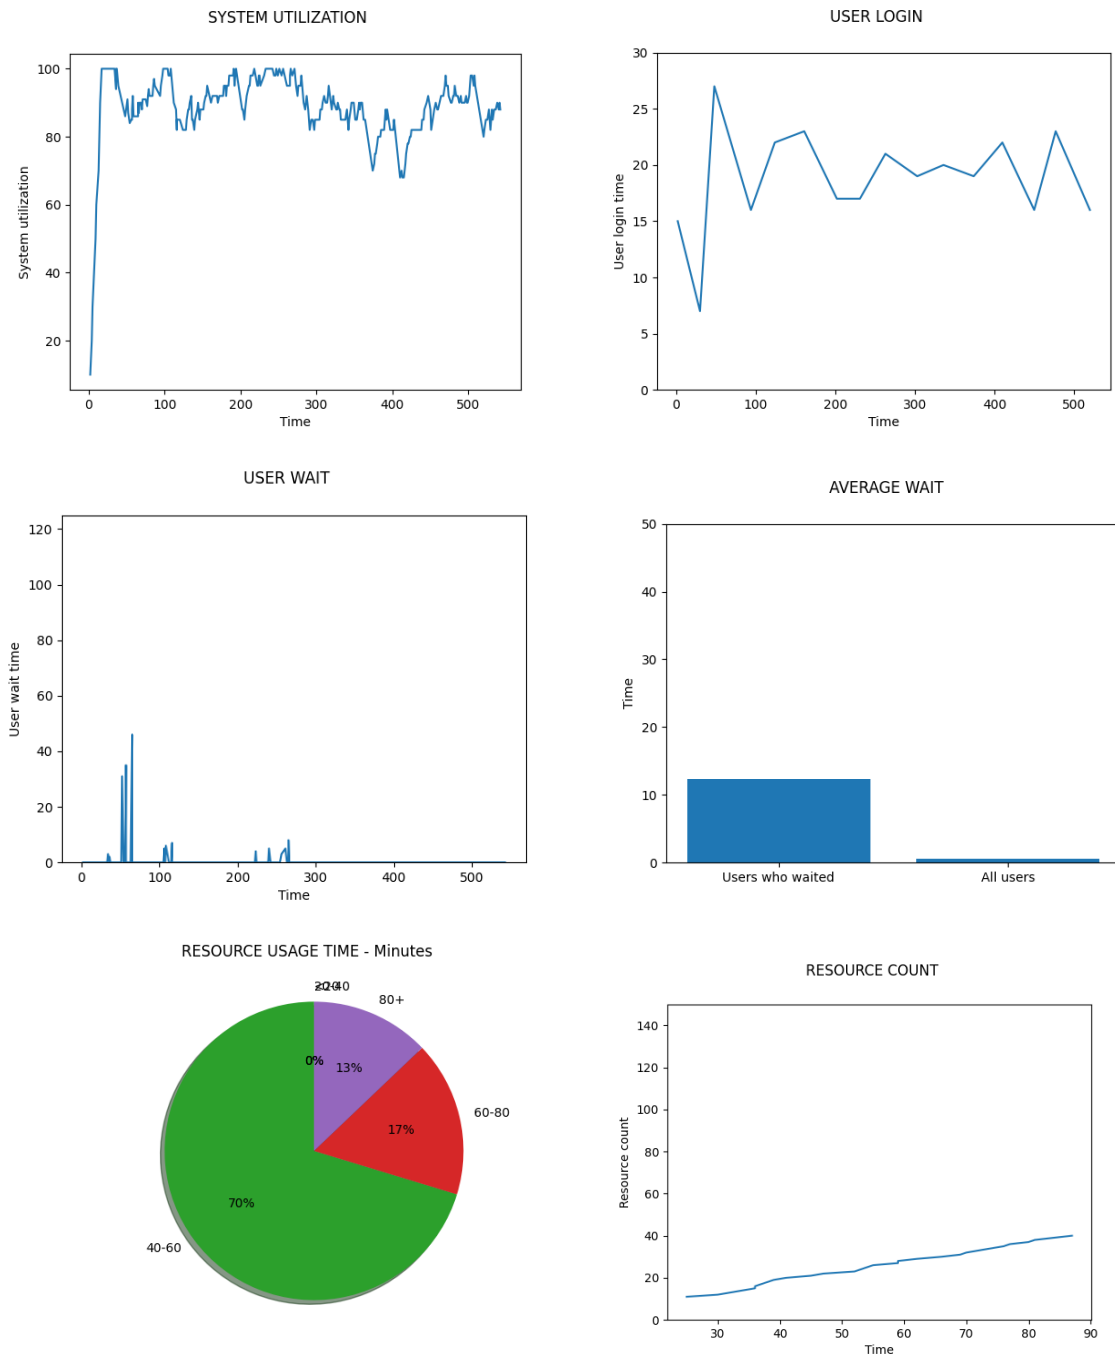 SYSTEM UTILIZATION
100
80
60
40
20
System utilization
0 100 200 300 400 500
Time
USER LOGIN
30
25
20
15
10
5
0
User login time
0 100 200 300 400 500
Time
USER WAIT
120
100
80
60
40
20
0
User wait time
0 100 200 300 400 500
Time
AVERAGE WAIT
50
40
30
20
10
0
Time
Users who waited All users
RESOURCE USAGE TIME - Minutes
80+
0%
13%
60-80
17%
70%
40-60
RESOURCE COUNT
140
120
100
80
60
40
20
0
Resource count
30 40 50 60 70 80 90
Time